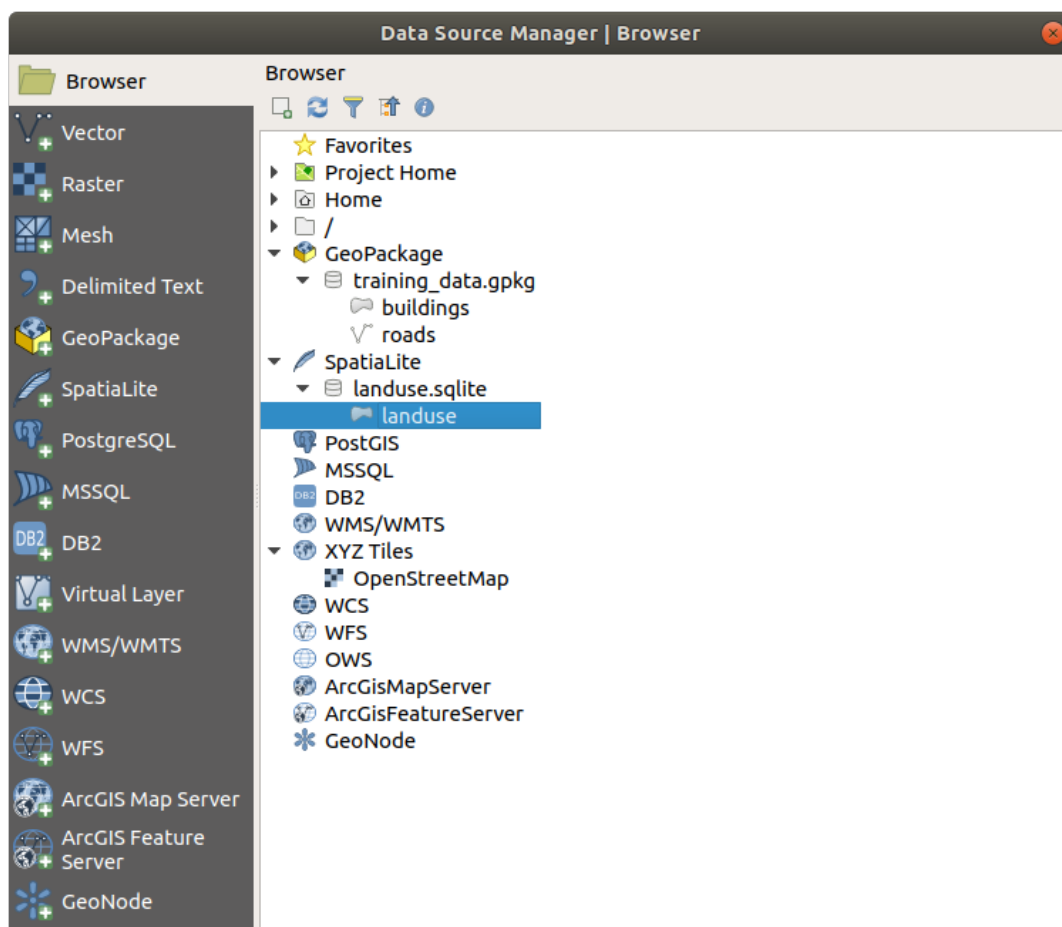 Data Source Manager | Browser
Browser
Vector
Raster
Mesh
Delimited Text
GeoPackage
SpatiaLite
PostgreSQL
MSSQL
DB2
DB2
Virtual Layer
WMS/WMTS
WCS
WFS
ArcGIS Map Server
ArcGIS Feature
Server
GeoNode
Browser
Favorites
Project Home
Home
/
GeoPackage
training_data.gpkg
buildings
roads
SpatiaLite
landuse.sqlite
landuse
PostGIS
MSSQL
DB2 DB2
WMS/WMTS
XYZ Tiles
OpenStreetMap
WCS
WFS
OWS
ArcGisMapServer
ArcGisFeatureServer
GeoNode